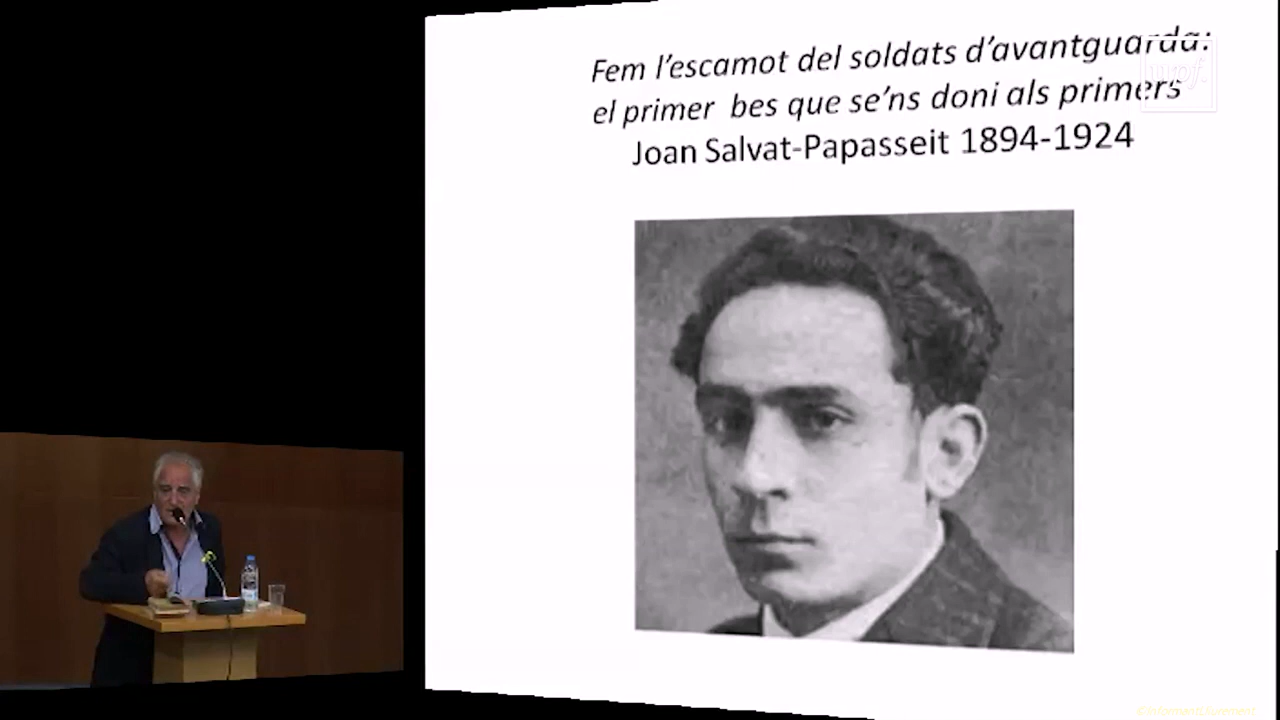 Fem l’escamot del soldats d’avantguarda:
el primer bes que se’ns doni als primers
Joan Salvat-Papasseit 1894-1924
upf.